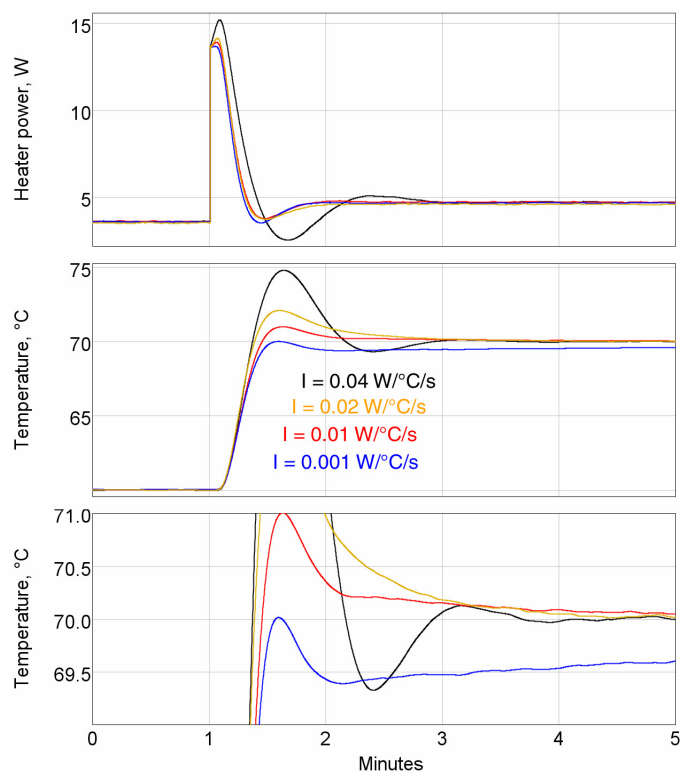 Heater power, W
15
10
5
Temperature, °C
75
70
65
I = 0.04 W/°C/s
I = 0.02 W/°C/s
I = 0.01 W/°C/s
I = 0.001 W/°C/s
Temperature, °C
71.0
70.5
70.0
69.5
0 1 2 3 4 5
Minutes